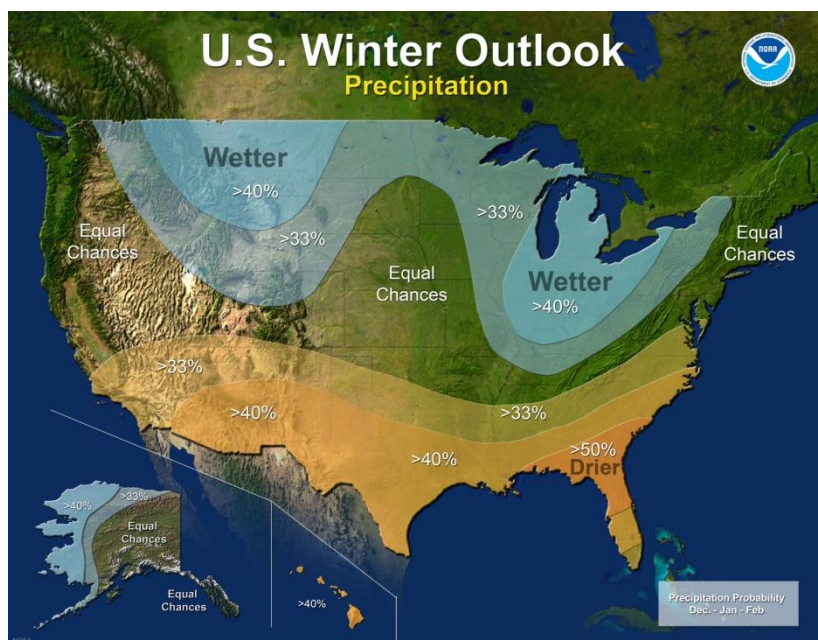 U.S. Winter Outlook
Precipitation
NOAA
Wetter
>40%
>33%
Equal
Chances
>33%
Equal
Chances
Wetter
>40%
Equal
Chances
>33%
>40%
>33%
>40%
>50%
Drier
>40%
>33%
Equal
Chances
Equal
Chances
>40%
Precipitation Probability
Dec. - Jan - Feb